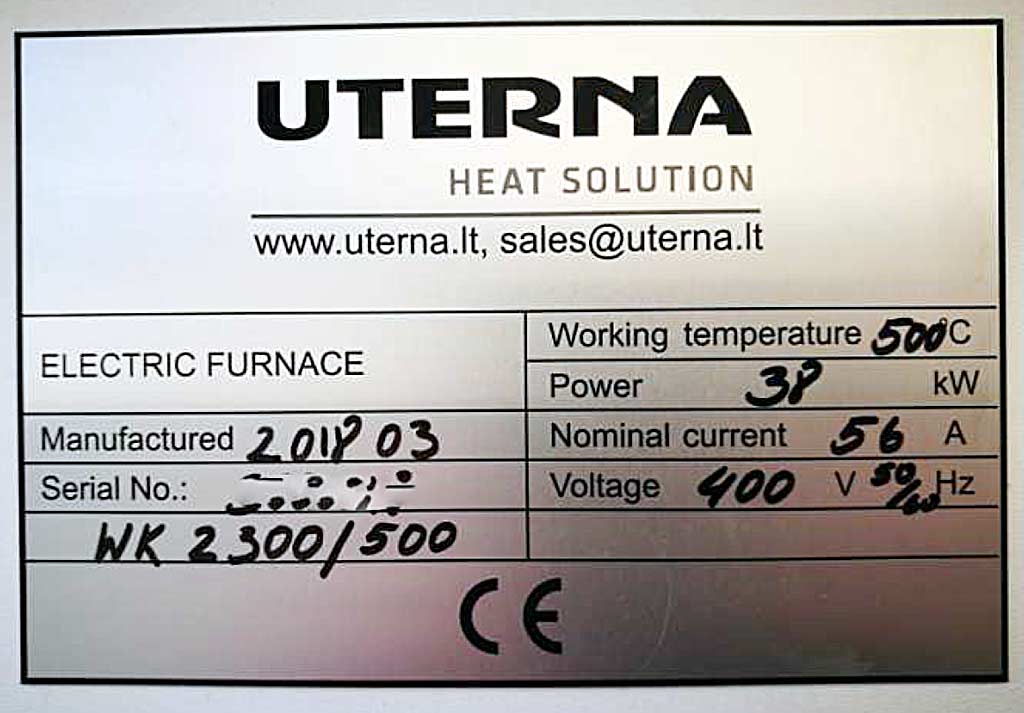 UTERNA
HEAT SOLUTION
www.uterna.lt, sales@uterna.lt
ELECTRIC FURNACE
Working temperature 500°C
Power 38 kW
Manufactured 2018 03
Nominal current 56 A
Serial No.:
Voltage 400 V 50/60 Hz
WK 2300/500
CE